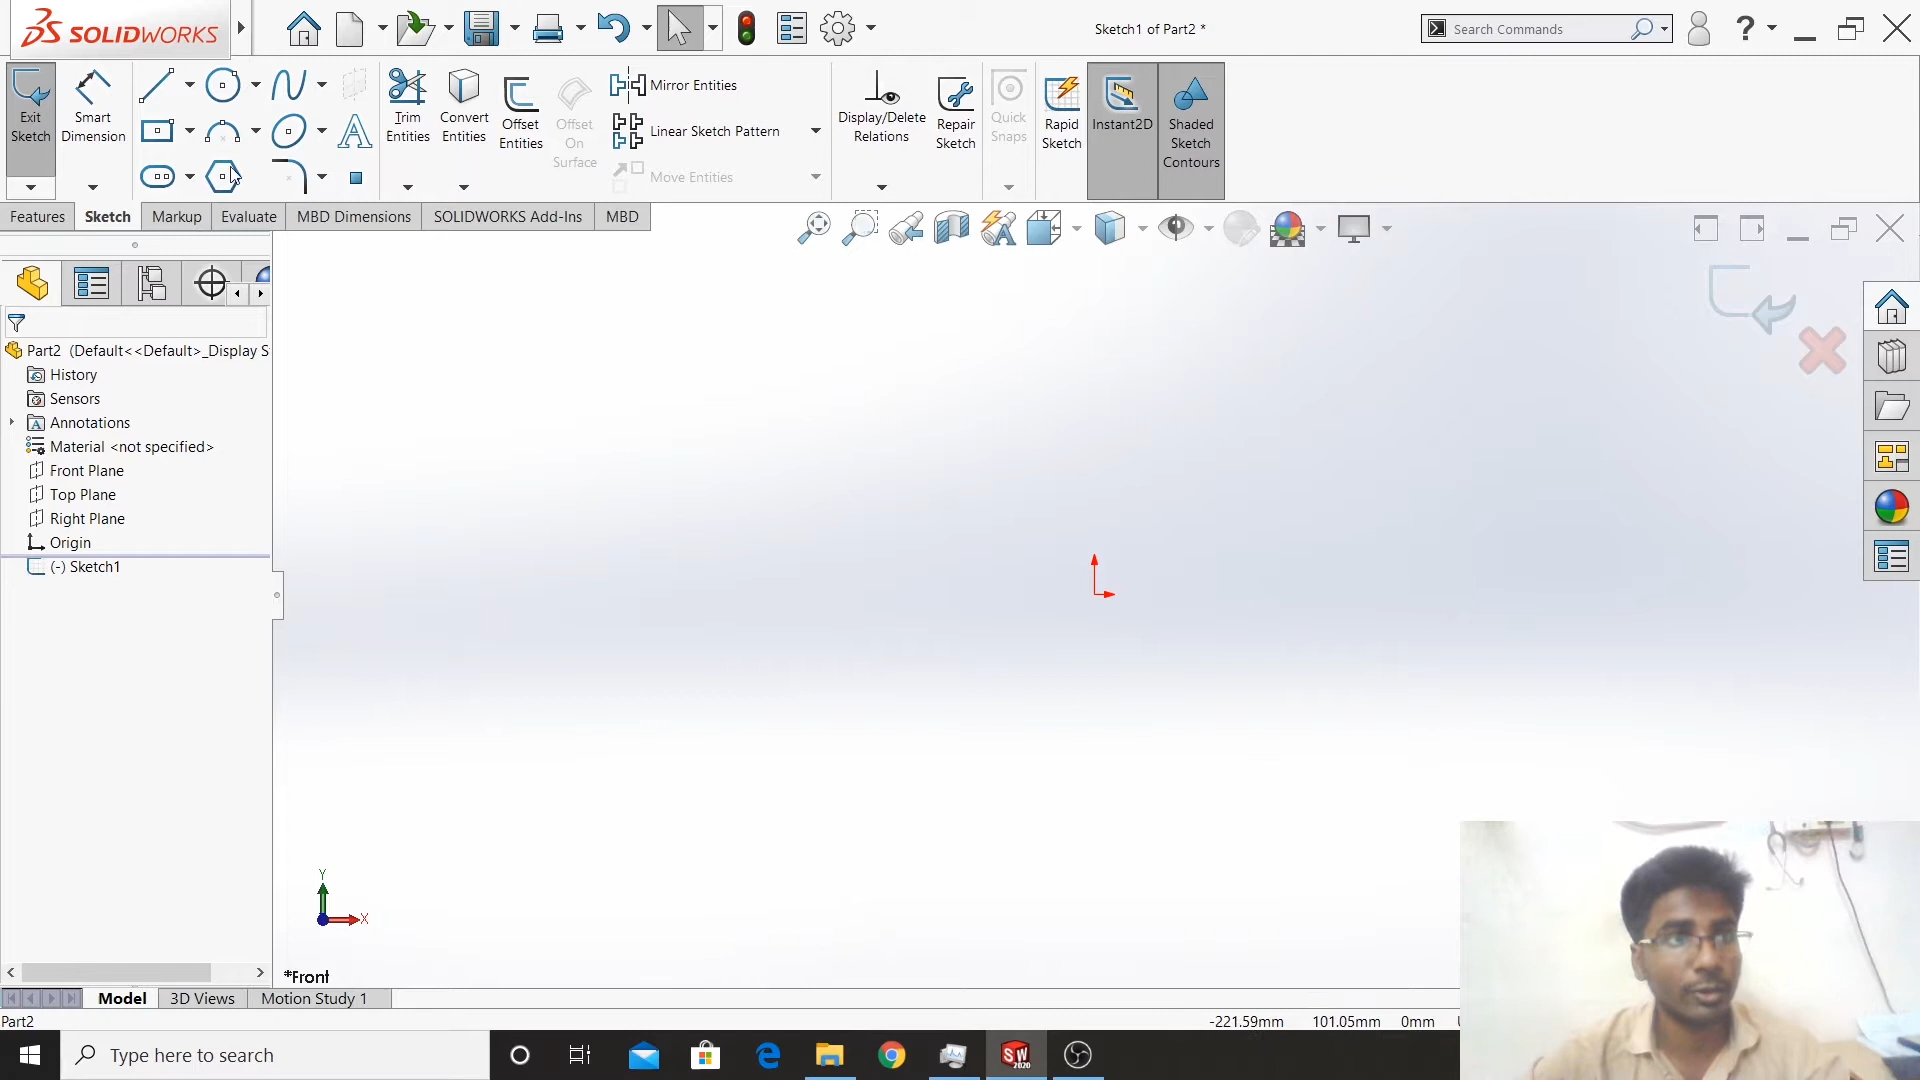 SOLIDWORKS
Sketch1 of Part2 *
Search Commands
?
Exit
Sketch
Smart
Dimension
Trim
Entities
Convert
Entities
Offset
Entities
Offset
On
Surface
Mirror Entities
Linear Sketch Pattern
Move Entities
Display/Delete
Relations
Repair
Sketch
Quick
Snaps
Rapid
Sketch
Instant2D
Shaded
Sketch
Contours
Features Sketch Markup Evaluate MBD Dimensions SOLIDWORKS Add-Ins MBD
Part2 (Default<<Default>_Display S
History
Sensors
Annotations
Material <not specified>
Front Plane
Top Plane
Right Plane
Origin
(-) Sketch1
Y
X
*Front
Model 3D Views Motion Study 1
Part2
-221.59mm 101.05mm 0mm
Type here to search
SW
2020